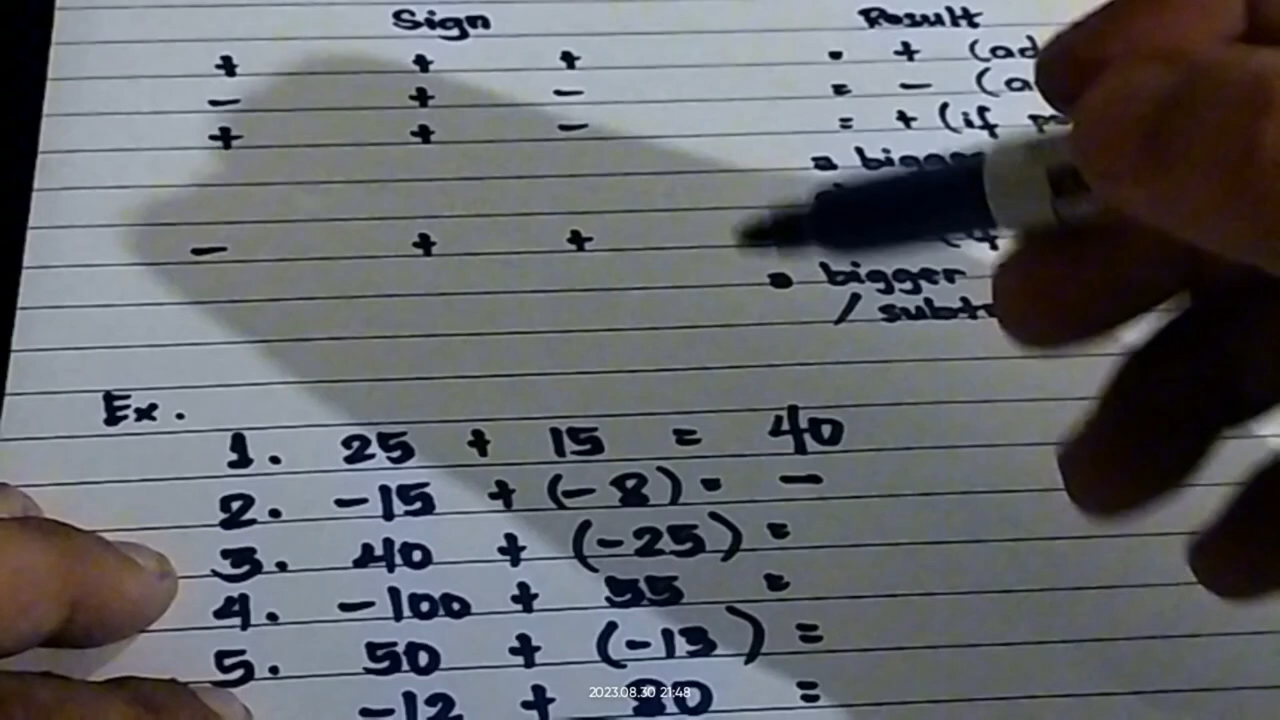 Sign Result
+ + + = + (ad
- + - = - (a
+ + - = + (if
= bigger
- + +
= bigger
/ subt
Ex.
1. 25 + 15 = 40
2. -15 + (-8) = -
3. 40 + (-25) =
4. -100 + 55 =
5. 50 + (-13) =
-12 + 80 =
2023.08.30 21:48